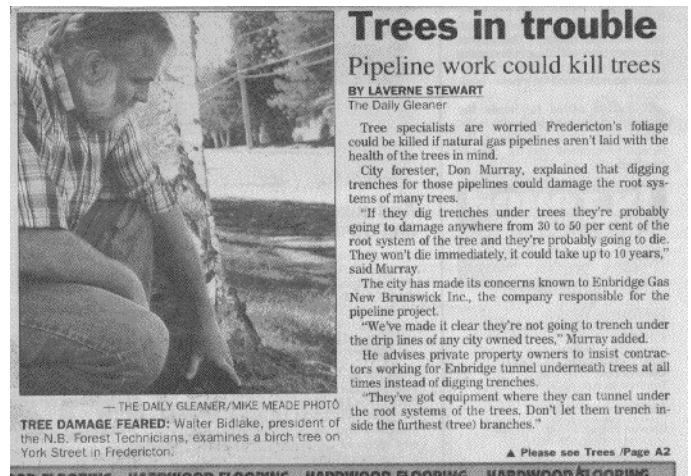 Trees in trouble
Pipeline work could kill trees
BY LAVERNE STEWART
The Daily Gleaner
Tree specialists are worried Fredericton's foliage
could be killed if natural gas pipelines aren't laid with the
health of the trees in mind.
City forester, Don Murray, explained that digging
trenches for those pipelines could damage the root sys-
tems of many trees.
"If they dig trenches under trees they're probably
going to damage anywhere from 30 to 50 per cent of the
root system of the tree and they're probably going to die.
They won't die immediately, it could take up to 10 years,"
said Murray.
The city has made its concerns known to Enbridge Gas
New Brunswick Inc., the company responsible for the
pipeline project.
"We've made it clear they're not going to trench under
the drip lines of any city owned trees," Murray added.
He advises private property owners to insist contrac-
tors working for Enbridge tunnel underneath trees at all
times instead of digging trenches.
"They've got equipment where they can tunnel under
the root systems of the trees. Don't let them trench in-
side the furthest (tree) branches."
▲ Please see Trees /Page A2
— THE DAILY GLEANER/MIKE MEADE PHOTO
TREE DAMAGE FEARED: Walter Bidlake, president of
the N.B. Forest Technicians, examines a birch tree on
York Street in Fredericton.
HARDWOOD FLOORING HARDWOOD FLOORING